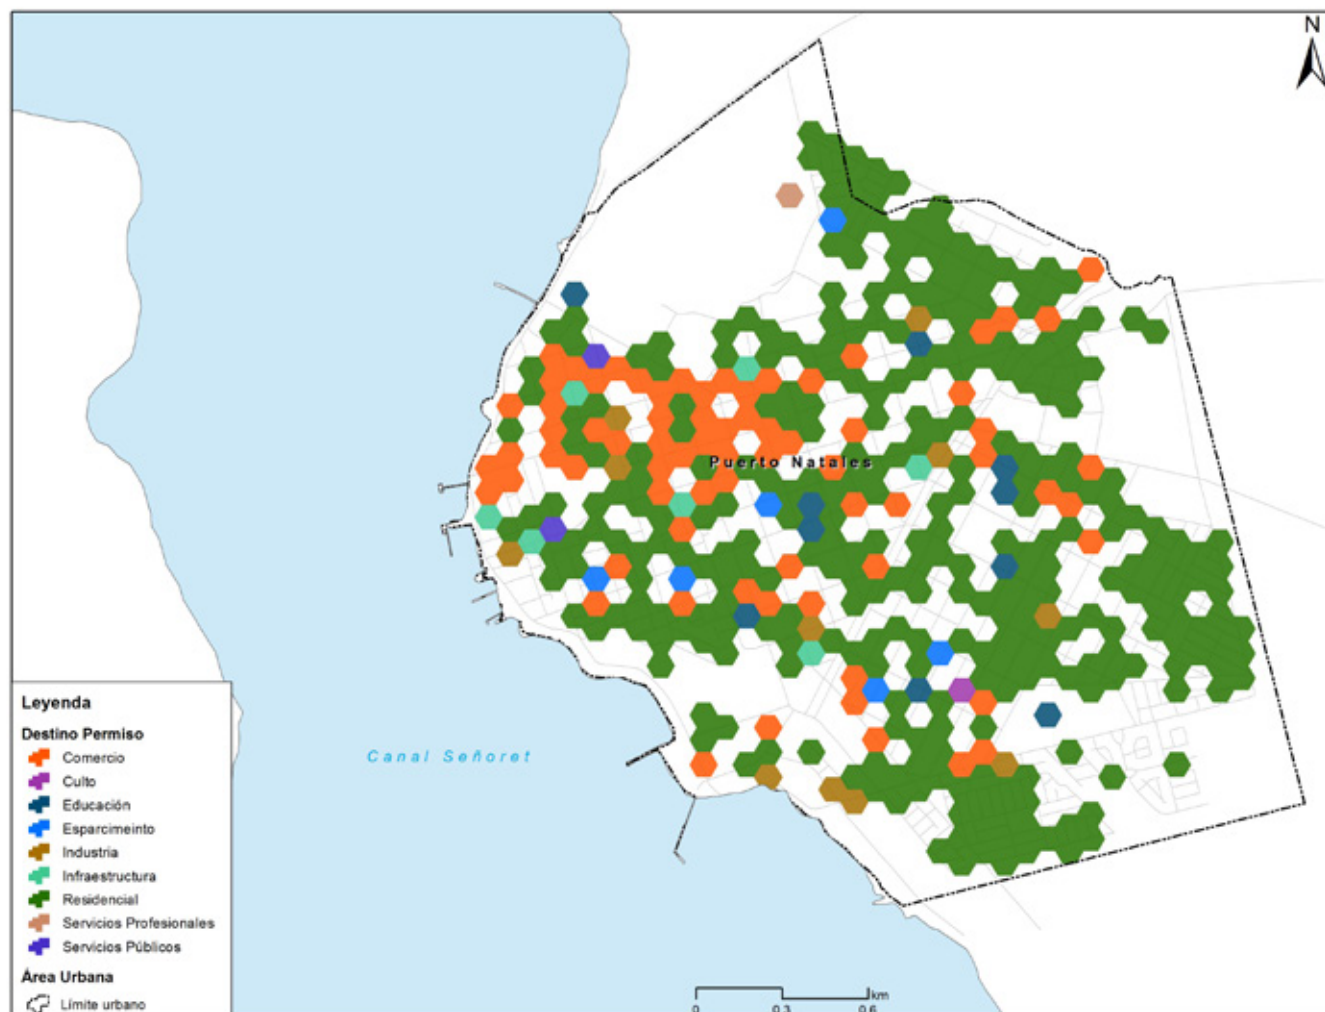 N
Puerto Natales
Canal Señoret
Leyenda
Destino Permiso
Comercio
Culto
Educación
Esparcimeinto
Industria
Infraestructura
Residencial
Servicios Profesionales
Servicios Públicos
Área Urbana
Límite urbano
km
0 0.3 0.6